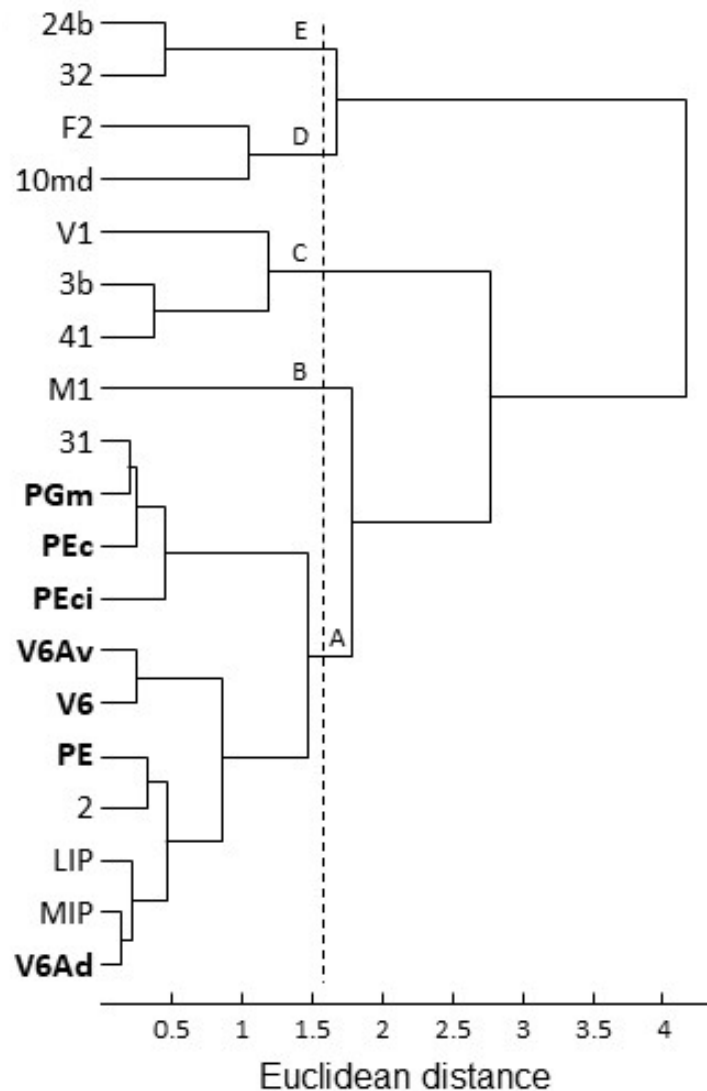 24b
E
32
F2
D
10md
V1
C
3b
41
B
M1
31
PGm
PEc
PEci
A
V6Av
V6
PE
2
LIP
MIP
V6Ad
0.5 1 1.5 2 2.5 3 3.5 4
Euclidean distance